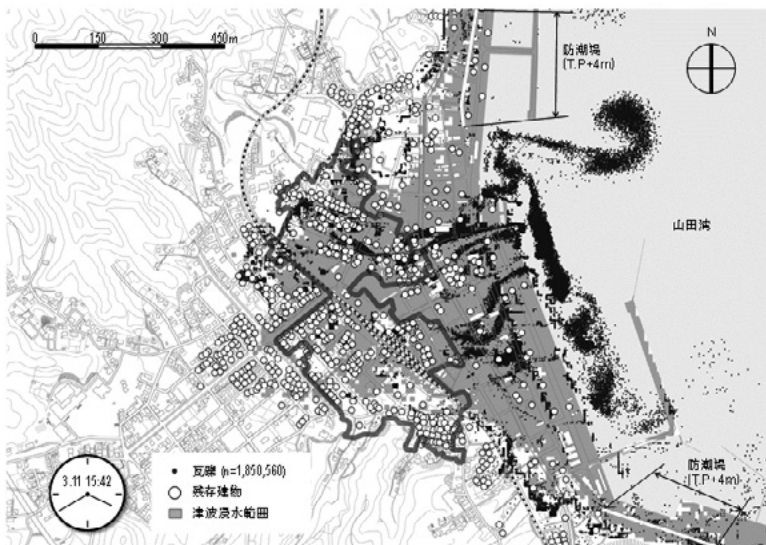 0 150 300 450m
防潮堤
(T.P+4m)
N
山田湾
防潮堤
(T.P+4m)
3.11 15:42
瓦礫 (n=1,850,560)
残存建物
津波浸水範囲